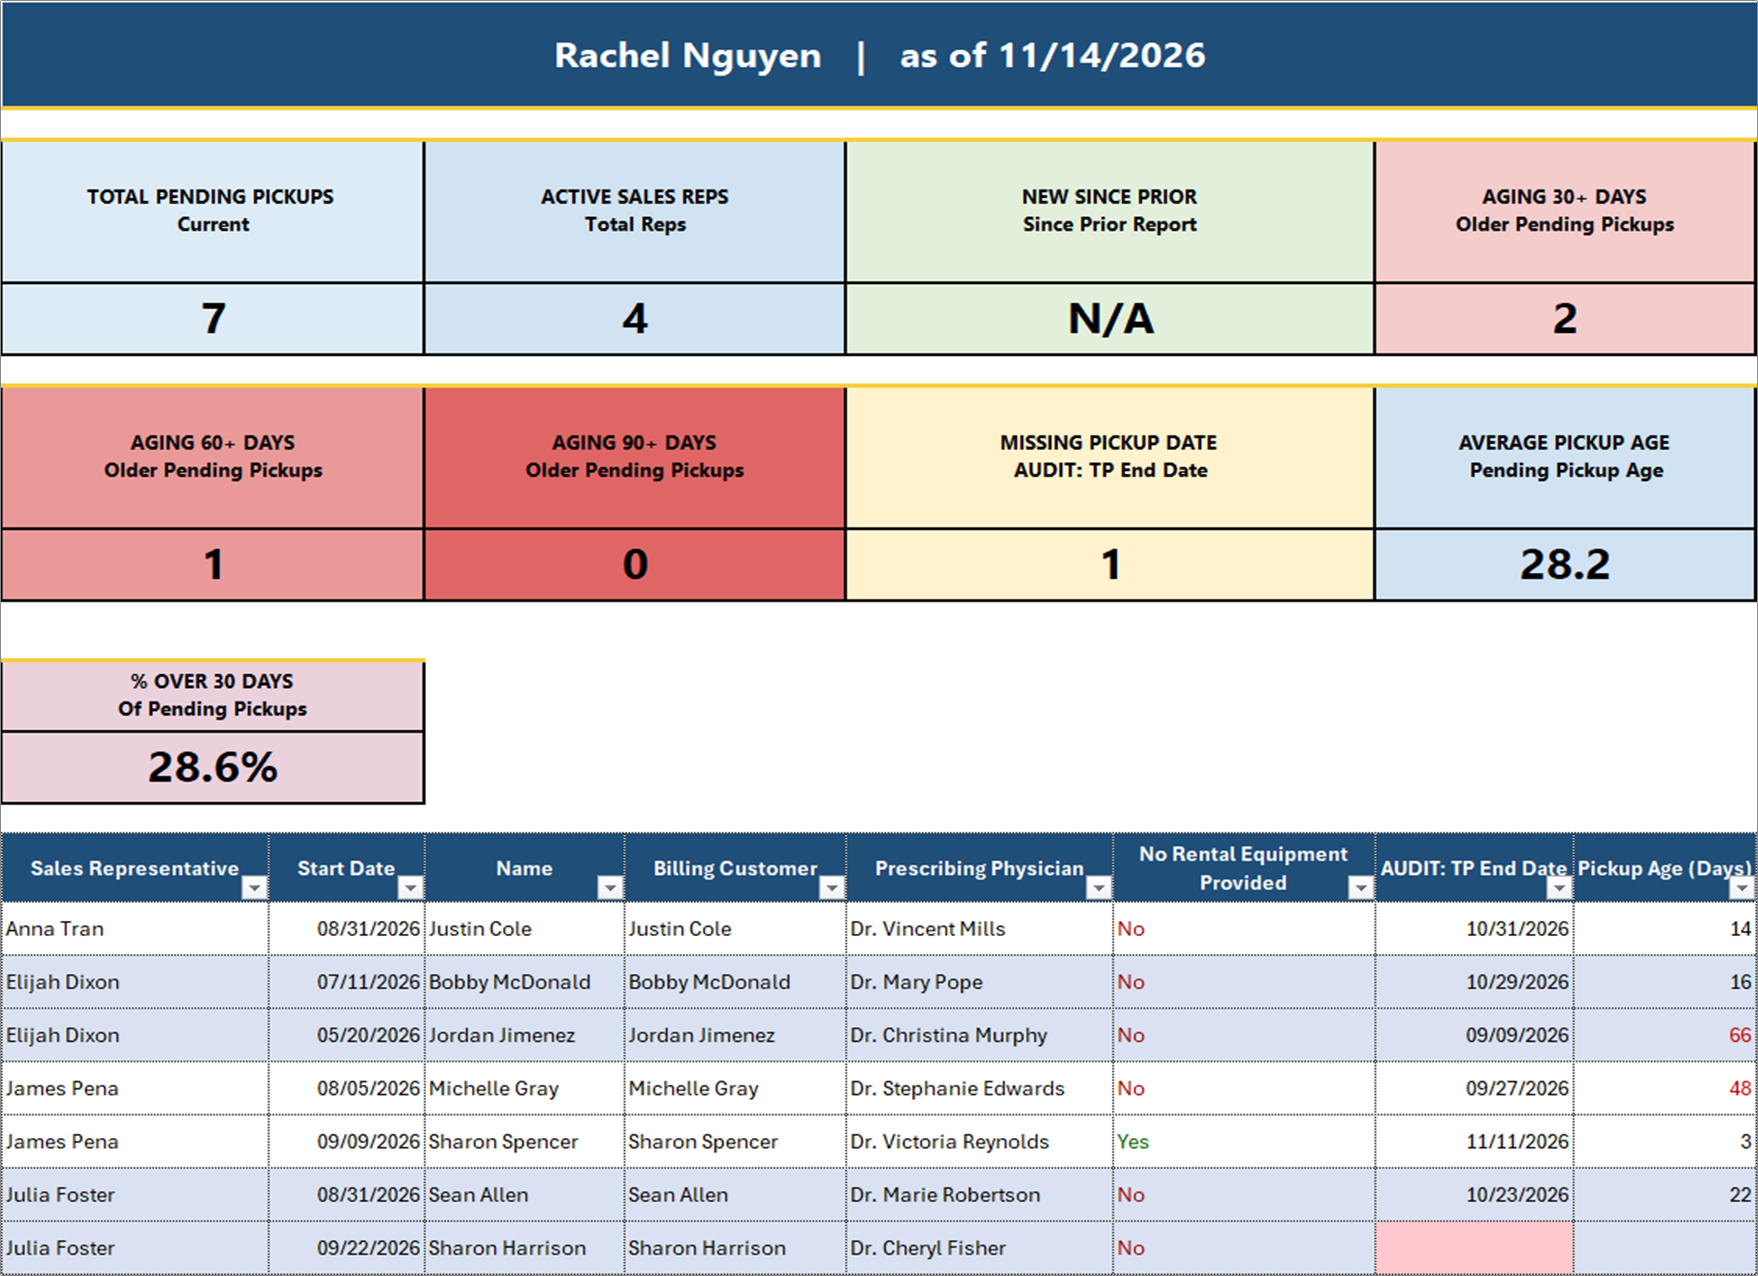 Rachel Nguyen | as of 11/14/2026
TOTAL PENDING PICKUPS
Current
ACTIVE SALES REPS
Total Reps
NEW SINCE PRIOR
Since Prior Report
AGING 30+ DAYS
Older Pending Pickups
7
4
N/A
2
AGING 60+ DAYS
Older Pending Pickups
AGING 90+ DAYS
Older Pending Pickups
MISSING PICKUP DATE
AUDIT: TP End Date
AVERAGE PICKUP AGE
Pending Pickup Age
1
0
1
28.2
% OVER 30 DAYS
Of Pending Pickups
28.6%
Sales Representative Start Date Name Billing Customer Prescribing Physician No Rental Equipment Provided AUDIT: TP End Date Pickup Age (Days)
Anna Tran 08/31/2026 Justin Cole Justin Cole Dr. Vincent Mills No 10/31/2026 14
Elijah Dixon 07/11/2026 Bobby McDonald Bobby McDonald Dr. Mary Pope No 10/29/2026 16
Elijah Dixon 05/20/2026 Jordan Jimenez Jordan Jimenez Dr. Christina Murphy No 09/09/2026 66
James Pena 08/05/2026 Michelle Gray Michelle Gray Dr. Stephanie Edwards No 09/27/2026 48
James Pena 09/09/2026 Sharon Spencer Sharon Spencer Dr. Victoria Reynolds Yes 11/11/2026 3
Julia Foster 08/31/2026 Sean Allen Sean Allen Dr. Marie Robertson No 10/23/2026 22
Julia Foster 09/22/2026 Sharon Harrison Sharon Harrison Dr. Cheryl Fisher No